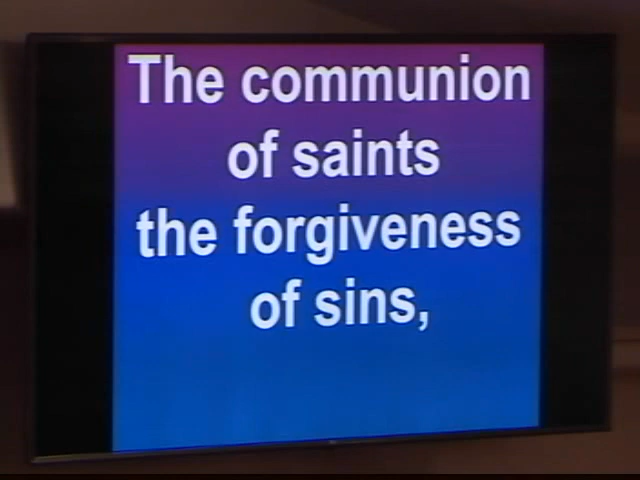 The communion
of saints
the forgiveness
of sins,